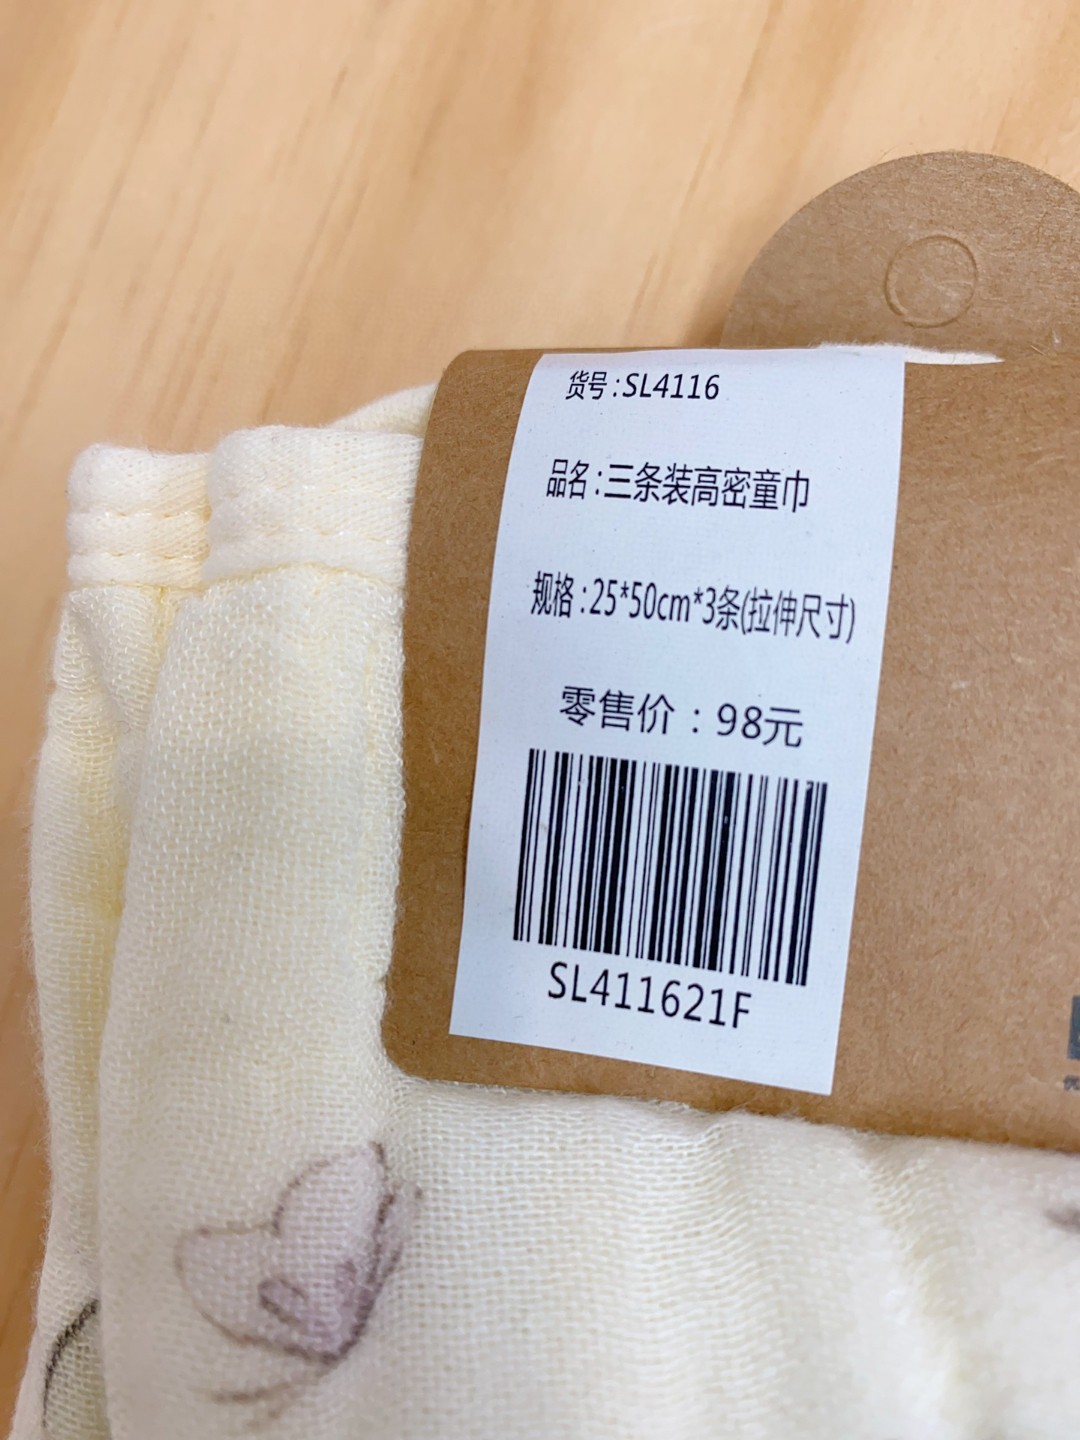 货号:SL4116
品名:三条装高密童巾
规格:25*50cm*3条(拉伸尺寸)
零售价:98元
SL411621F